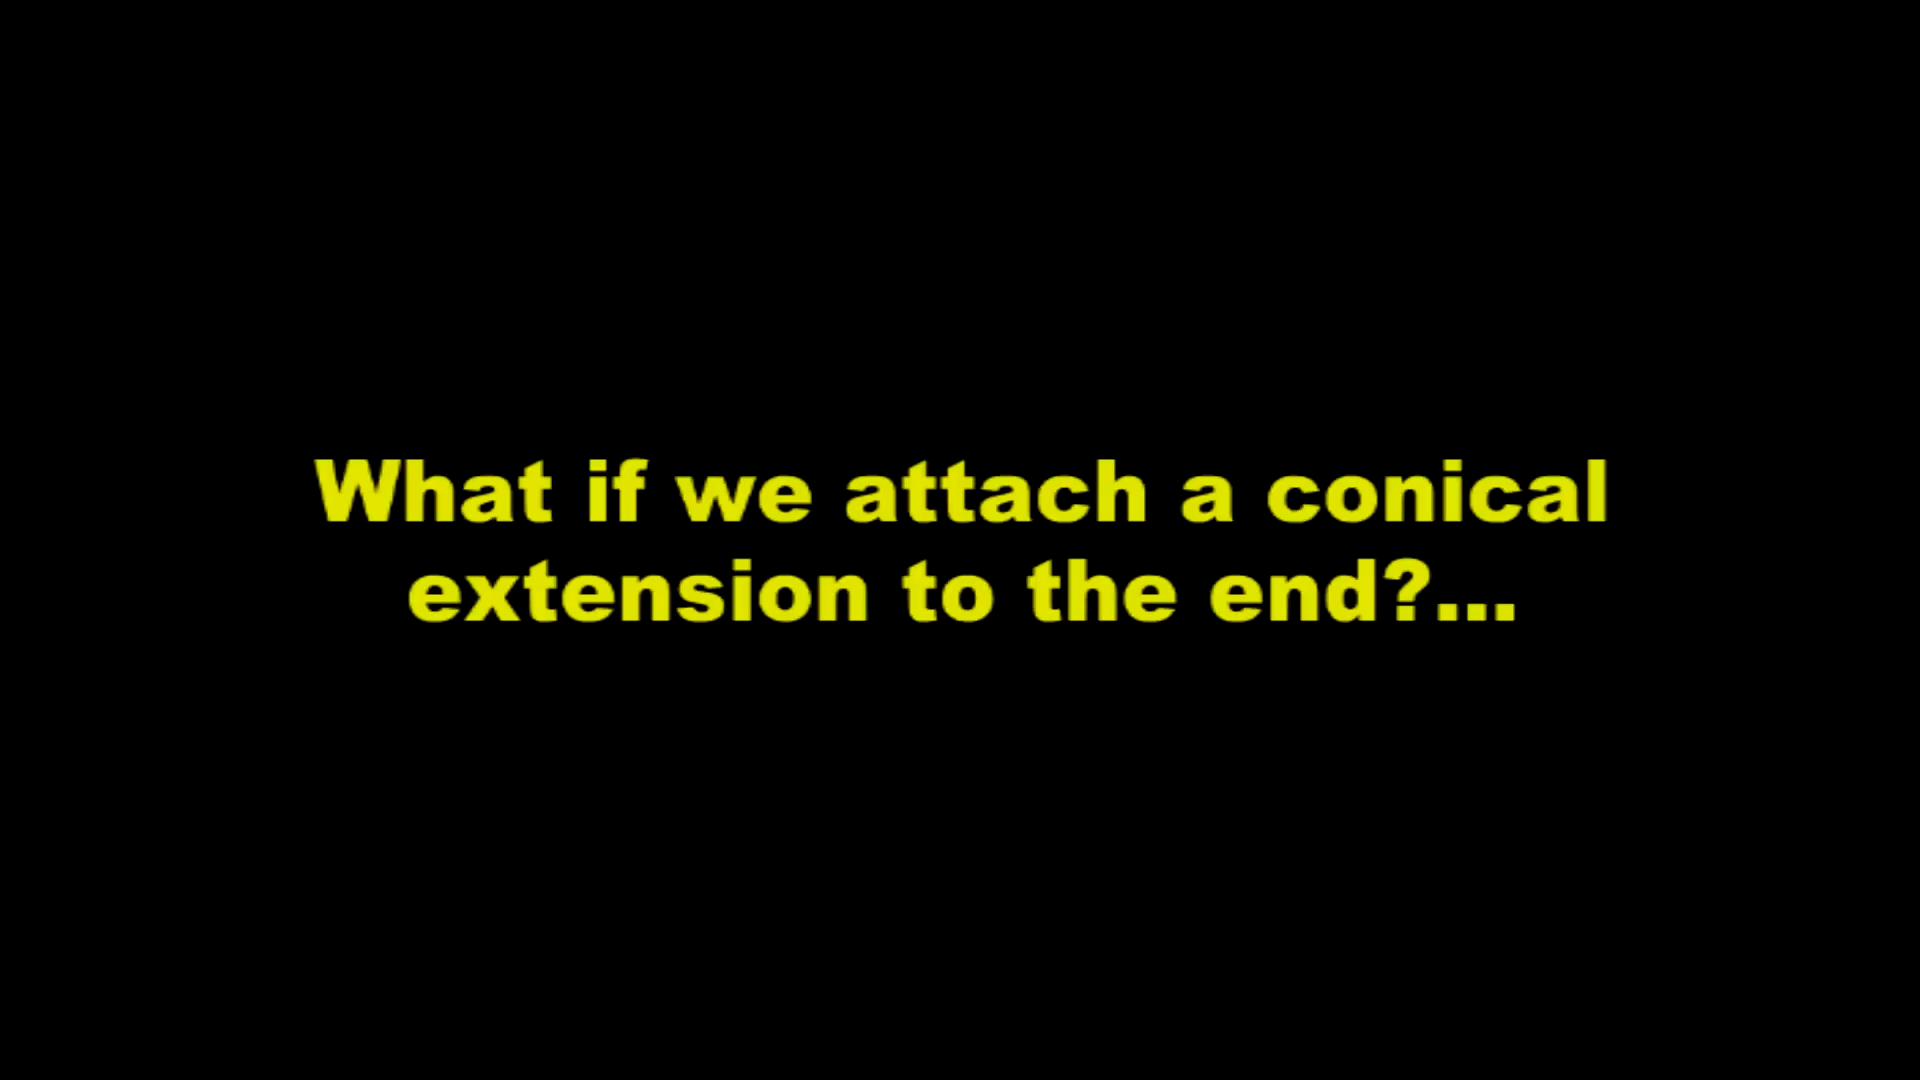 What if we attach a conical
extension to the end?...